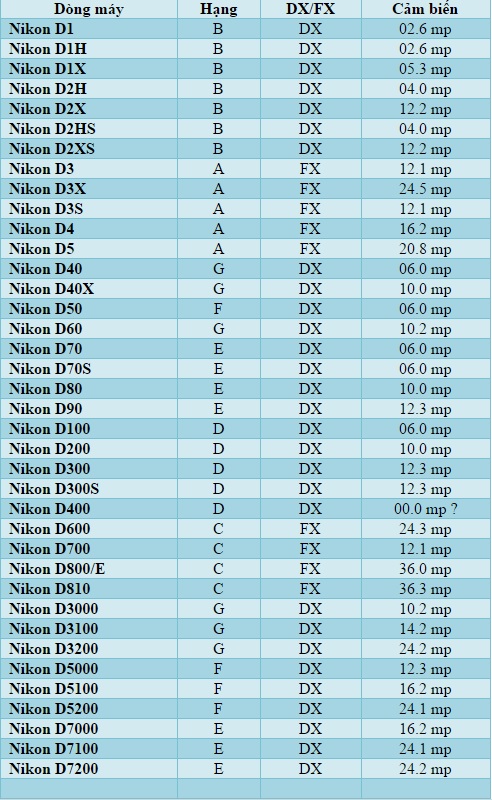 Dòng máy Hạng DX/FX Cảm biến
Nikon D1 B DX 02.6 mp
Nikon D1H B DX 02.6 mp
Nikon D1X B DX 05.3 mp
Nikon D2H B DX 04.0 mp
Nikon D2X B DX 12.2 mp
Nikon D2HS B DX 04.0 mp
Nikon D2XS B DX 12.2 mp
Nikon D3 A FX 12.1 mp
Nikon D3X A FX 24.5 mp
Nikon D3S A FX 12.1 mp
Nikon D4 A FX 16.2 mp
Nikon D5 A FX 20.8 mp
Nikon D40 G DX 06.0 mp
Nikon D40X G DX 10.0 mp
Nikon D50 F DX 06.0 mp
Nikon D60 G DX 10.2 mp
Nikon D70 E DX 06.0 mp
Nikon D70S E DX 06.0 mp
Nikon D80 E DX 10.0 mp
Nikon D90 E DX 12.3 mp
Nikon D100 D DX 06.0 mp
Nikon D200 D DX 10.0 mp
Nikon D300 D DX 12.3 mp
Nikon D300S D DX 12.3 mp
Nikon D400 D DX 00.0 mp ?
Nikon D600 C FX 24.3 mp
Nikon D700 C FX 12.1 mp
Nikon D800/E C FX 36.0 mp
Nikon D810 C FX 36.3 mp
Nikon D3000 G DX 10.2 mp
Nikon D3100 G DX 14.2 mp
Nikon D3200 G DX 24.2 mp
Nikon D5000 F DX 12.3 mp
Nikon D5100 F DX 16.2 mp
Nikon D5200 F DX 24.1 mp
Nikon D7000 E DX 16.2 mp
Nikon D7100 E DX 24.1 mp
Nikon D7200 E DX 24.2 mp